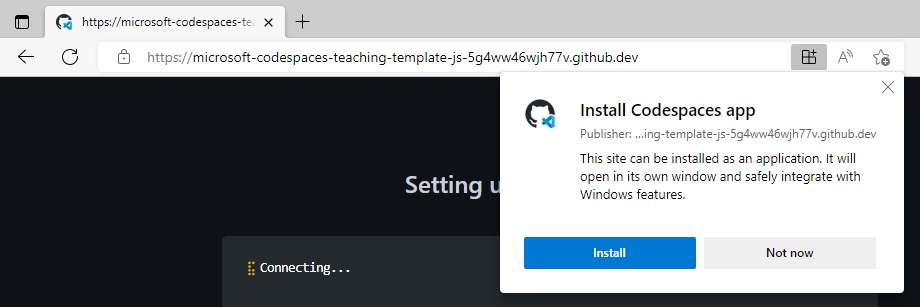 https://microsoft-codespaces-tea
https://microsoft-codespaces-teaching-template-js-5g4ww46wjh77v.github.dev
Install Codespaces app
Publisher: ...ing-template-js-5g4ww46wjh77v.github.dev
This site can be installed as an application. It will
open in its own window and safely integrate with
Windows features.
Install
Not now
Setting u
Connecting...